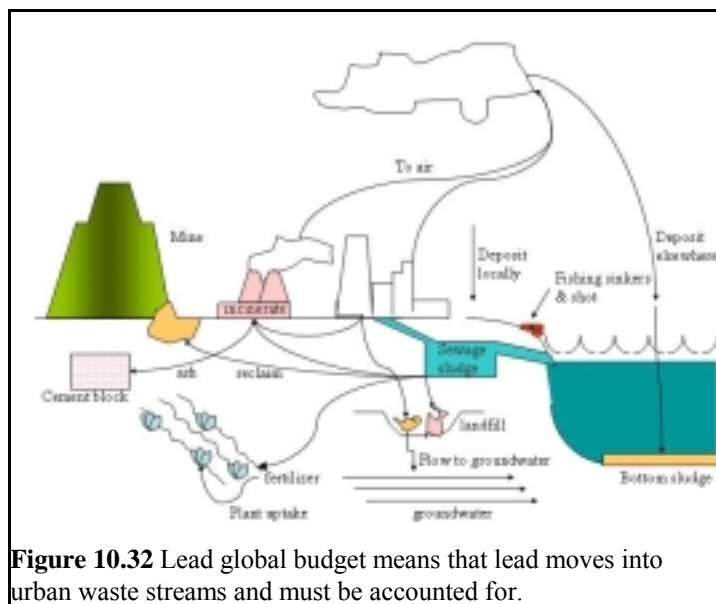 To air
Mine
Deposit
locally
Deposit
elsewhere
Fishing sinkers
& shot
incinerate
Sewage
sludge
ash
reclaim
Cement block
landfill
Flow to groundwater
fertilizer
Bottom sludge
Plant uptake
groundwater
Figure 10.32 Lead global budget means that lead moves into
urban waste streams and must be accounted for.